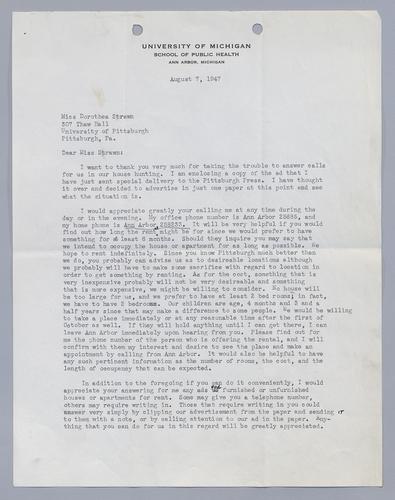 UNIVERSITY OF MICHIGAN
SCHOOL OF PUBLIC HEALTH
ANN ARBOR, MICHIGAN
August 7, 1947
Miss Dorothea Strawn
307 Thaw Hall
University of Pittsburgh
Pittsburgh, Pa.
Dear Miss Strawn:
I want to thank you very much for taking the trouble to answer calls
for us in our house hunting. I am enclosing a copy of the ad that I
have just sent special delivery to the Pittsburgh Press. I have thought
it over and decided to advertise in just one paper at this point and see
what the situation is.
I would appreciate greatly your calling me at any time during the
day or in the evening. My office phone number is Ann Arbor and
my home phone is Ann Arbor It will be very helpful if you would
find out how long the rent might be for since we would prefer to have
something for at least 8 months. Should they inquire you may say that
we intend to occupy the house or apartment for as long as possible. We
hope to rent indefinitely. Since you know Pittsburgh much better than
we do, you probably can advise us as to desireable locations although
we probably will have to make some sacrifice with regard to location in
order to get something by renting. As for the cost, something that is
very inexpensive probably will not be very desireable and something
that is more expensive, we might be willing to consider. No house will
be too large for us, and we prefer to have at least 2 bed rooms; in fact,
we have to have 2 bedrooms. Our children are age, 4 months and 2 and a
half years since that may make a difference to some people. We would be willing
to take a place immediately or at any reasonable time after the first of
October as well. If they will hold anything until I can get there, I can
leave Ann Arbor immediately upon hearing from you. Please find out for
me the phone number of the person who is offering the rental, and I will
confirm with them my interest and desire to see the place and make an
appointment by calling from Ann Arbor. It would also be helpful to have
any such pertinent information as the number of rooms, the cost, and the
length of occupancy that can be expected.
In addition to the foregoing if you can do it conveniently, I would
appreciate your answering for me any ads for furnished or unfurnished
houses or apartments for rent. Some may give you a telephone number,
others may require writing in. Those that require writing in you could
answer very simply by clipping our advertisement from the paper and sending it
to them with a note, or by calling attention to our ad in the paper. Any-
thing that you can do for us in this regard will be greatly appreciated.